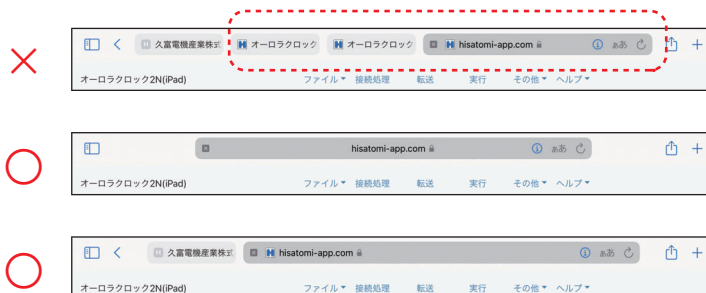 久富電機産業株式 オーロラクロック オーロラクロック hisatomi-app.com ぁあ
オーロラクロック2N(iPad) ファイル 接続処理 転送 実行 その他 ヘルプ
hisatomi-app.com ぁあ
オーロラクロック2N(iPad) ファイル 接続処理 転送 実行 その他 ヘルプ
久富電機産業株式 hisatomi-app.com ぁあ
オーロラクロック2N(iPad) ファイル 接続処理 転送 実行 その他 ヘルプ